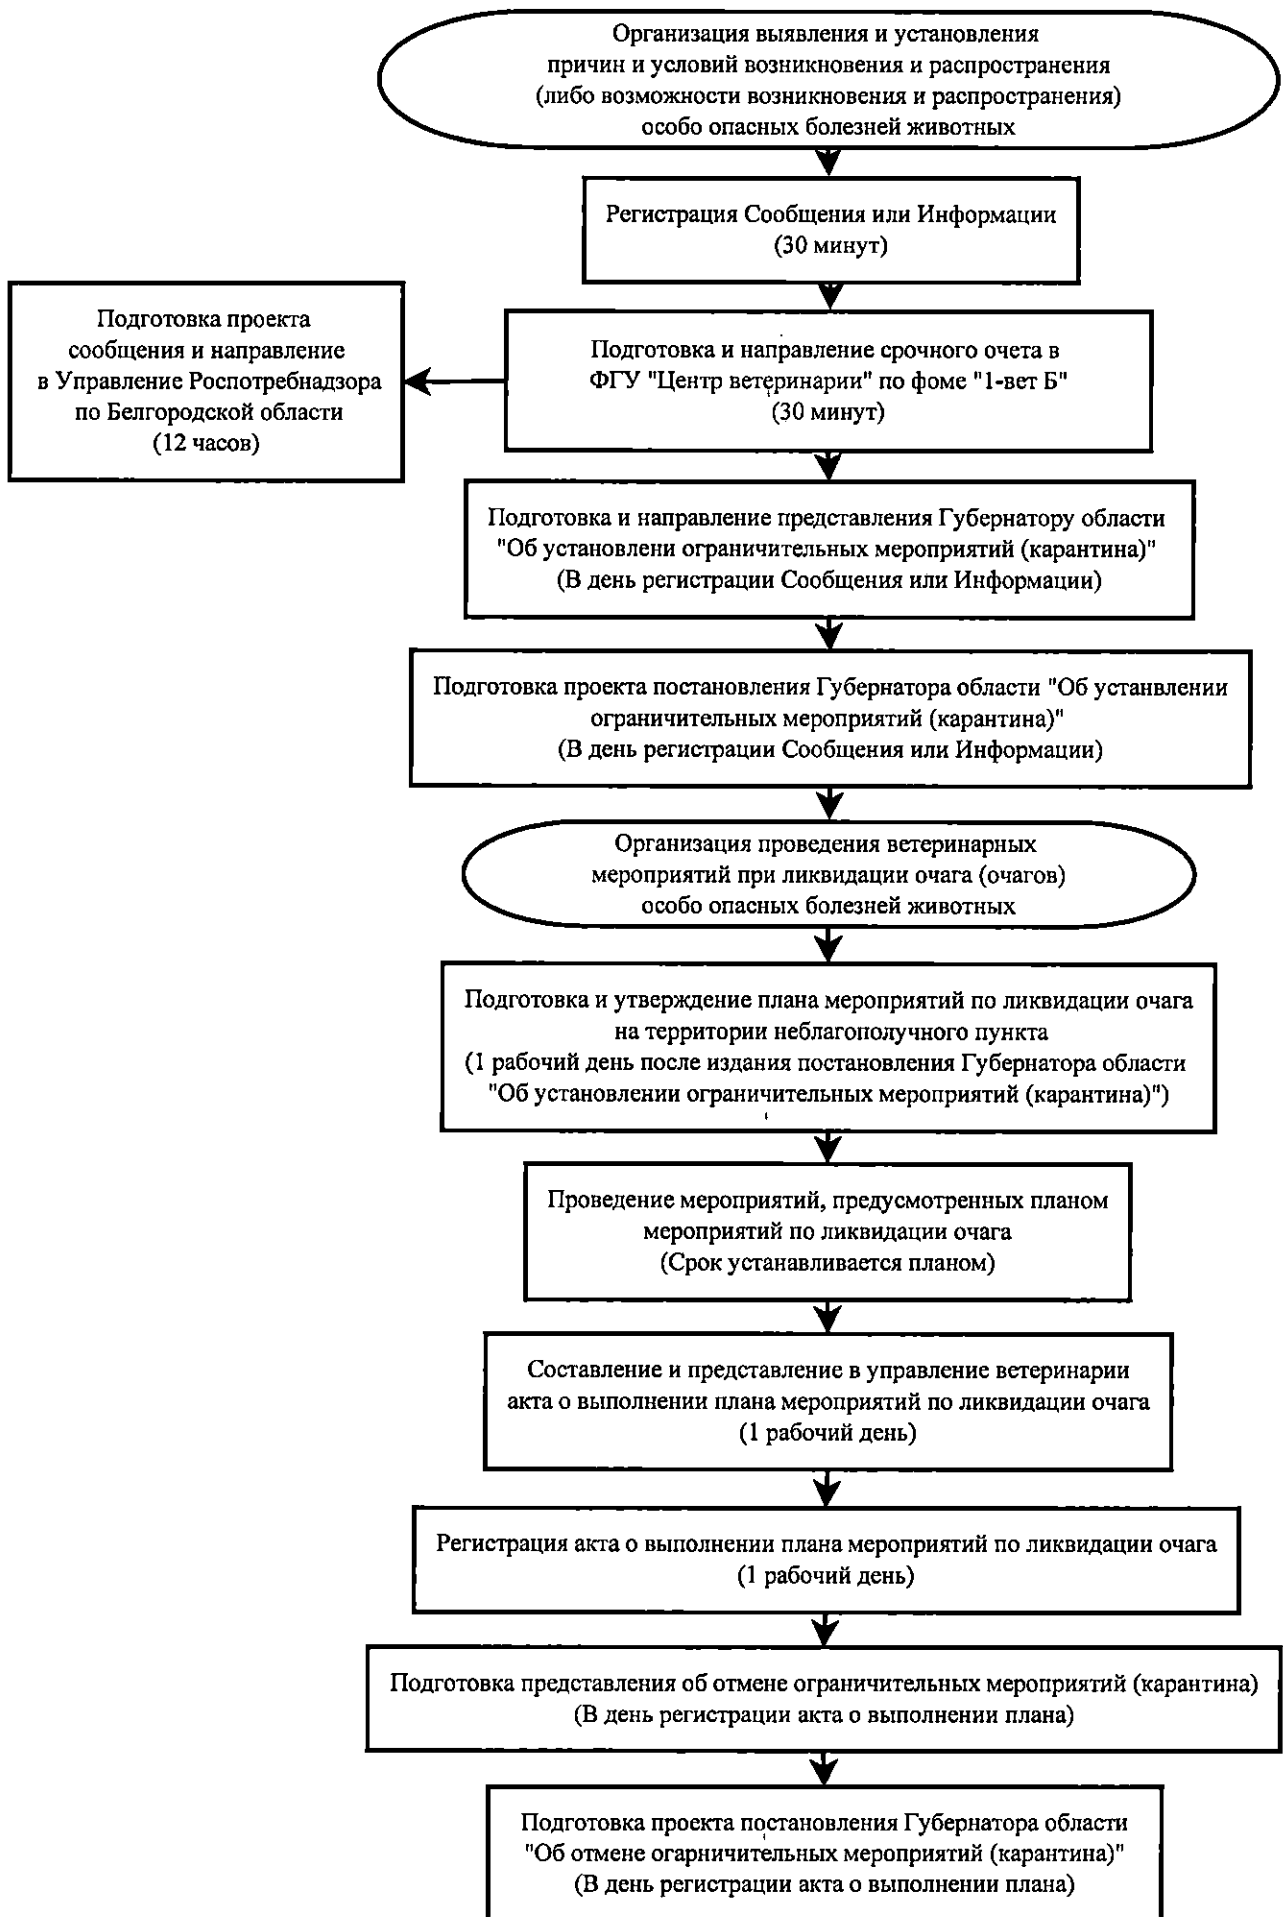 Организация выявления и установления
причин и условий возникновения и распространения
(либо возможности возникновения и распространения)
особо опасных болезней животных
Регистрация Сообщения или Информации
(30 минут)
Подготовка проекта
сообщения и направление
в Управление Роспотребнадзора
по Белгородской области
(12 часов)
Подготовка и направление срочного очета в
ФГУ "Центр ветеринарии" по фоме "1-вет Б"
(30 минут)
Подготовка и направление представления Губернатору области
"Об установлени ограничительных мероприятий (карантина)"
(В день регистрации Сообщения или Информации)
Подготовка проекта постановления Губернатора области "Об устанвлении
ограничительных мероприятий (карантина)"
(В день регистрации Сообщения или Информации)
Организация проведения ветеринарных
мероприятий при ликвидации очага (очагов)
особо опасных болезней животных
Подготовка и утверждение плана мероприятий по ликвидации очага
на территории неблагополучного пункта
(1 рабочий день после издания постановления Губернатора области
"Об установлении ограничительных мероприятий (карантина)")
Проведение мероприятий, предусмотренных планом
мероприятий по ликвидации очага
(Срок устанавливается планом)
Составление и представление в управление ветеринарии
акта о выполнении плана мероприятий по ликвидации очага
(1 рабочий день)
Регистрация акта о выполнении плана мероприятий по ликвидации очага
(1 рабочий день)
Подготовка представления об отмене ограничительных мероприятий (карантина)
(В день регистрации акта о выполнении плана)
Подготовка проекта постановления Губернатора области
"Об отмене огарничительных мероприятий (карантина)"
(В день регистрации акта о выполнении плана)